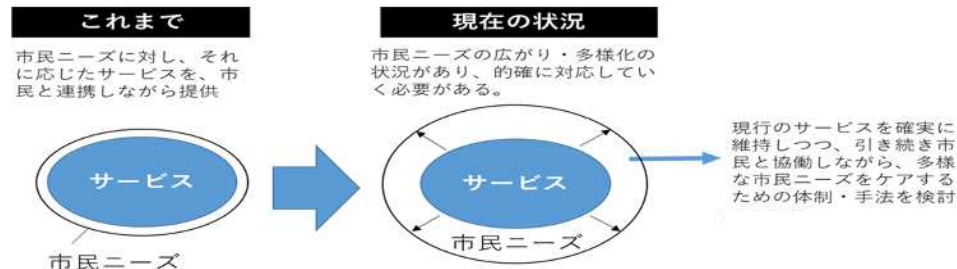 これまで
市民ニーズに対し、それ
に応じたサービスを、市
民と連携しながら提供
サービス
市民ニーズ
現在の状況
市民ニーズの広がり・多様化の
状況があり、的確に対応してい
く必要がある。
サービス
市民ニーズ
現行のサービスを確実に
維持しつつ、引き続き市
民と協働しながら、多様
な市民ニーズをケアする
ための体制・手法を検討